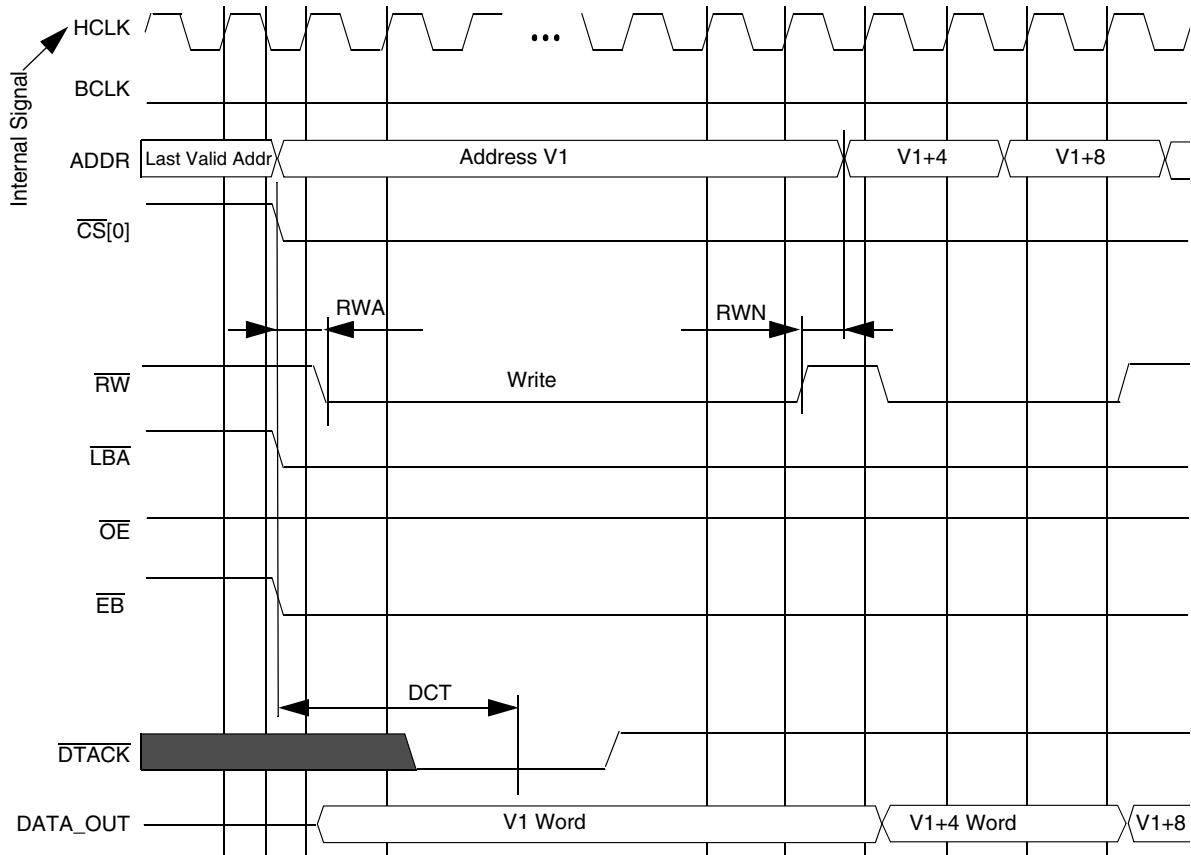 HCLK
Internal Signal
BCLK
ADDR Last Valid Addr Address V1 V1+4 V1+8
CS[0]
RWA RWN
RW Write
LBA
OE
EB
DCT
DTACK
DATA_OUT V1 Word V1+4 Word V1+8